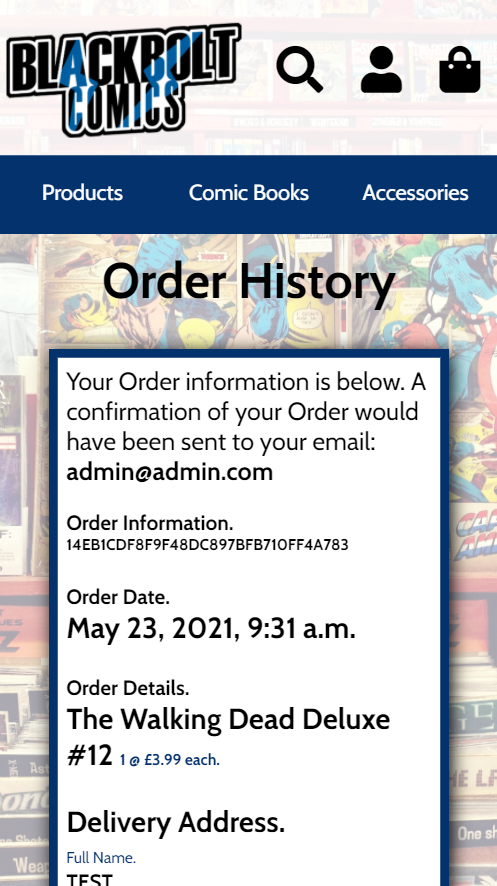 BLACKBOLT
COMICS
Products Comic Books Accessories
Order History
Your Order information is below. A
confirmation of your Order would
have been sent to your email:
admin@admin.com
Order Information.
14EB1CDF8F9F48DC897BFB710FF4A783
Order Date.
May 23, 2021, 9:31 a.m.
Order Details.
The Walking Dead Deluxe
#12 1 @ £3.99 each.
Delivery Address.
Full Name.
TEST